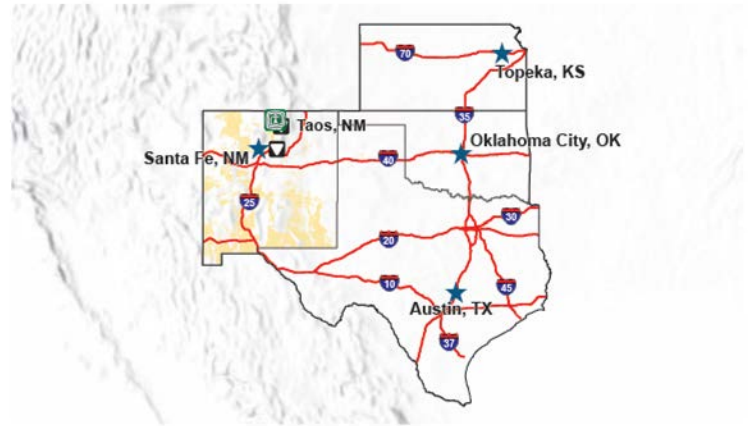 70
Topeka, KS
35
Taos, NM
Oklahoma City, OK
Santa Fe, NM
40
25
30
20
10
45
Austin, TX
37